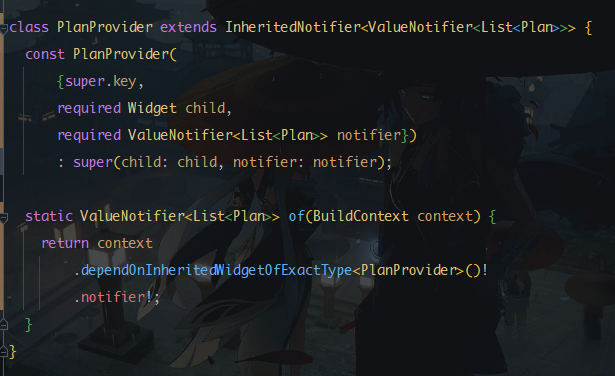 class PlanProvider extends InheritedNotifier<ValueNotifier<List<Plan>>> {
const PlanProvider(
{super.key,
required Widget child,
required ValueNotifier<List<Plan>> notifier})
: super(child: child, notifier: notifier);
static ValueNotifier<List<Plan>> of(BuildContext context) {
return context
.dependOnInheritedWidgetOfExactType<PlanProvider>()!
.notifier!;
}
}